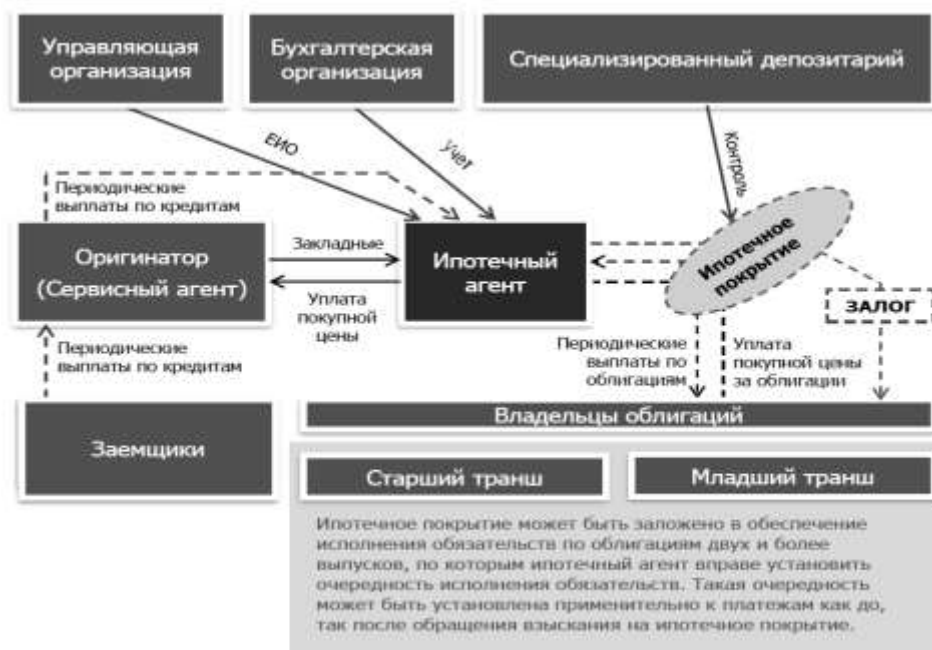 Управляющая
организация
Бухгалтерская
организация
Специализированный депозитарий
ЕИО
Учет
Контроль
Периодические
выплаты по кредитам
Оригинатор
(Сервисный агент)
Закладные
Уплата
покупной
цены
Ипотечный
агент
Ипотечное
покрытие
ЗАЛОГ
Периодические
выплаты по кредитам
Периодические
выплаты по
облигациям
Уплата
покупной цены
за облигации
Заемщики
Владельцы облигаций
Старший транш
Младший транш
Ипотечное покрытие может быть заложено в обеспечение
исполнения обязательств по облигациям двух и более
выпусков, по которым ипотечный агент вправе установить
очередность исполнения обязательств. Такая очередность
может быть установлена применительно к платежам как до,
так после обращения взыскания на ипотечное покрытие.